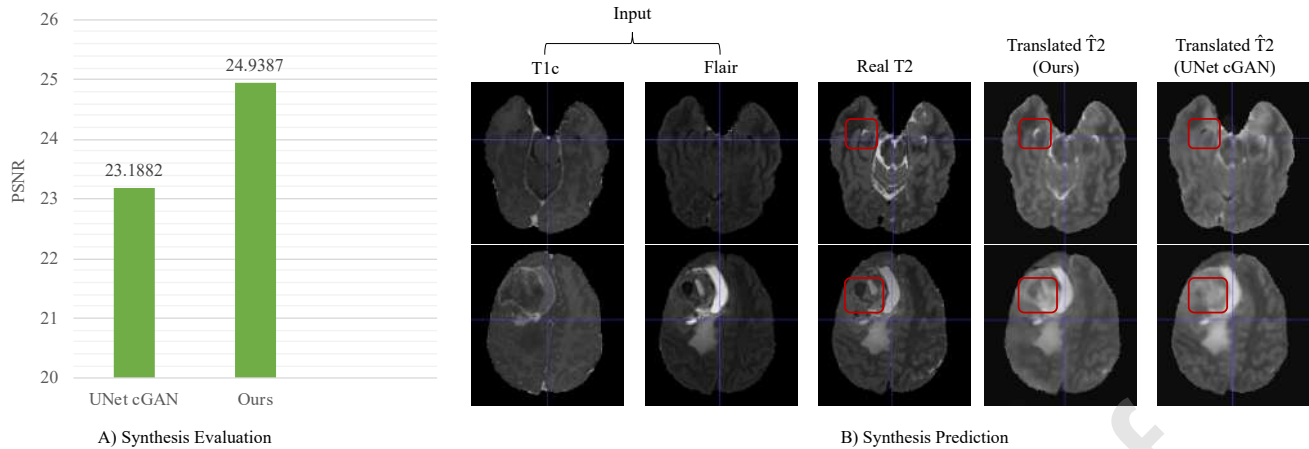 26
25
24
23
22
21
20
PSNR
23.1882
24.9387
UNet cGAN
Ours
A) Synthesis Evaluation
Input
T1c
Flair
Real T2
Translated T̂2
(Ours)
Translated T̂2
(UNet cGAN)
B) Synthesis Prediction
f